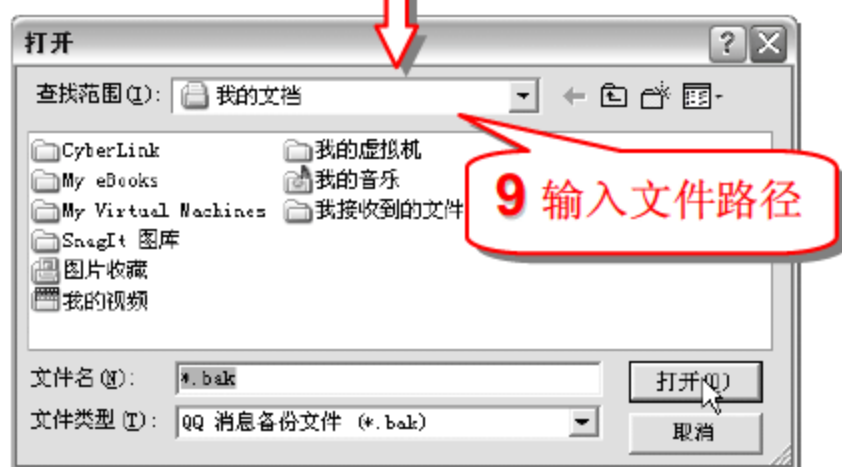 打开
查找范围(I):
我的文档
CyberLink
我的虚拟机
My eBooks
我的音乐
My Virtual Machines
我接收到的文件
SnagIt 图库
图片收藏
我的视频
9 输入文件路径
文件名(N):
*.bak
打开(O)
文件类型(T):
QQ 消息备份文件 (*.bak)
取消